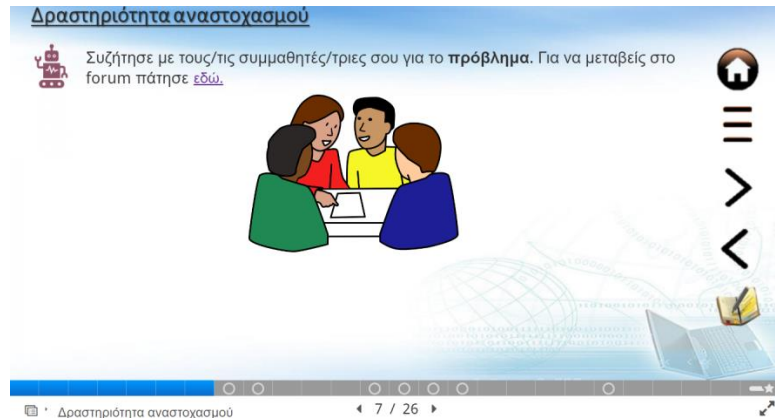 Δραστηριότητα αναστοχασμού
Συζήτησε με τους/τις συμμαθητές/τριες σου για το πρόβλημα. Για να μεταβείς στο
forum πάτησε εδώ.
Δραστηριότητα αναστοχασμού
7 / 26